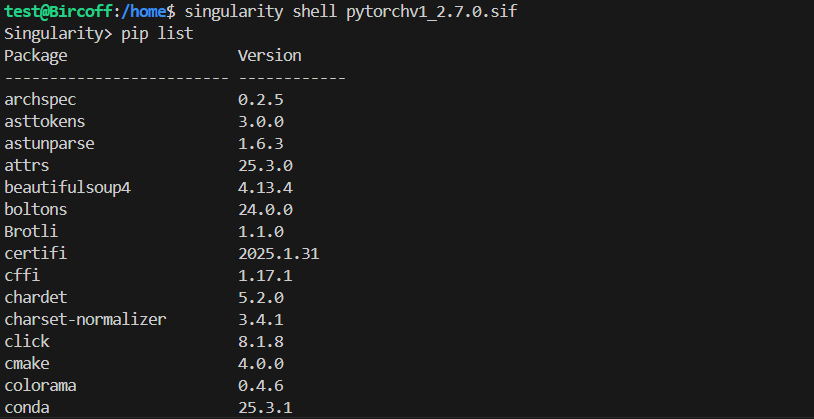 test@Bircoff:/home$ singularity shell pytorchv1_2.7.0.sif
Singularity> pip list
Package                   Version
------------------------- ------------
archspec                  0.2.5
asttokens                 3.0.0
astunparse                1.6.3
attrs                     25.3.0
beautifulsoup4            4.13.4
boltons                   24.0.0
Brotli                    1.1.0
certifi                   2025.1.31
cffi                      1.17.1
chardet                   5.2.0
charset-normalizer        3.4.1
click                     8.1.8
cmake                     4.0.0
colorama                  0.4.6
conda                     25.3.1